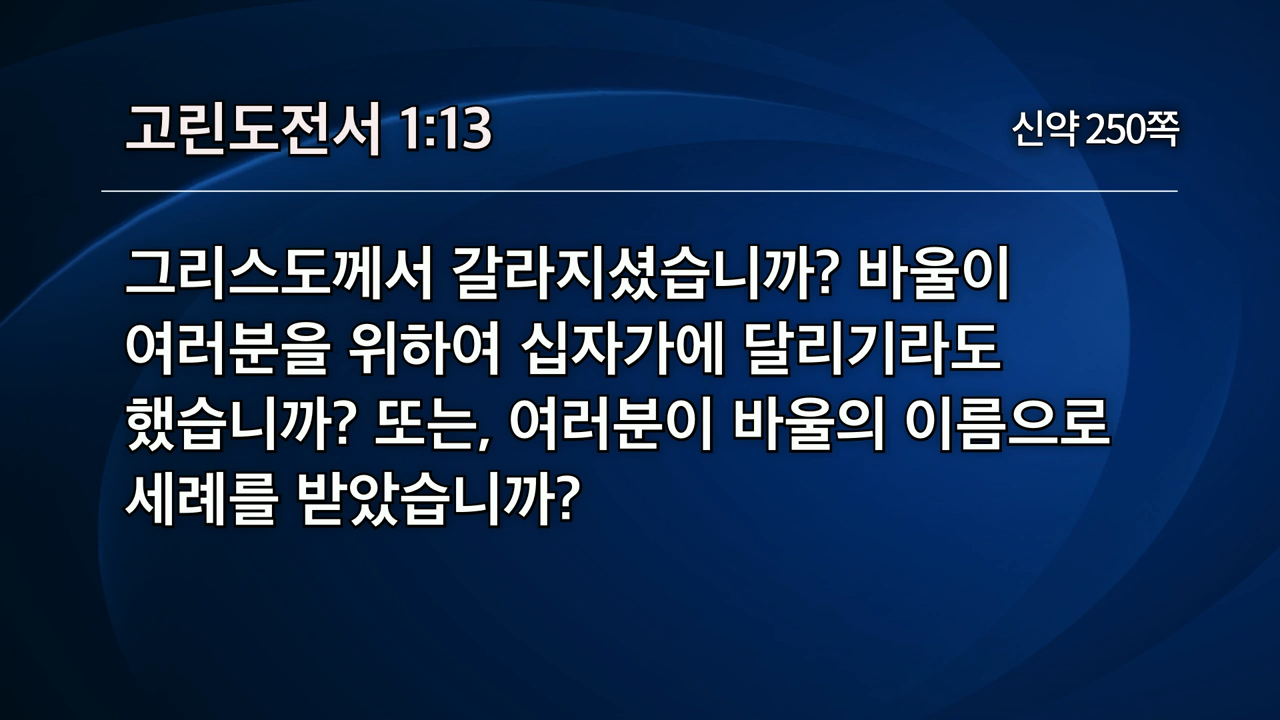 고린도전서 1:13
신약 250쪽
그리스도께서 갈라지셨습니까? 바울이
여러분을 위하여 십자가에 달리기라도
했습니까? 또는, 여러분이 바울의 이름으로
세례를 받았습니까?